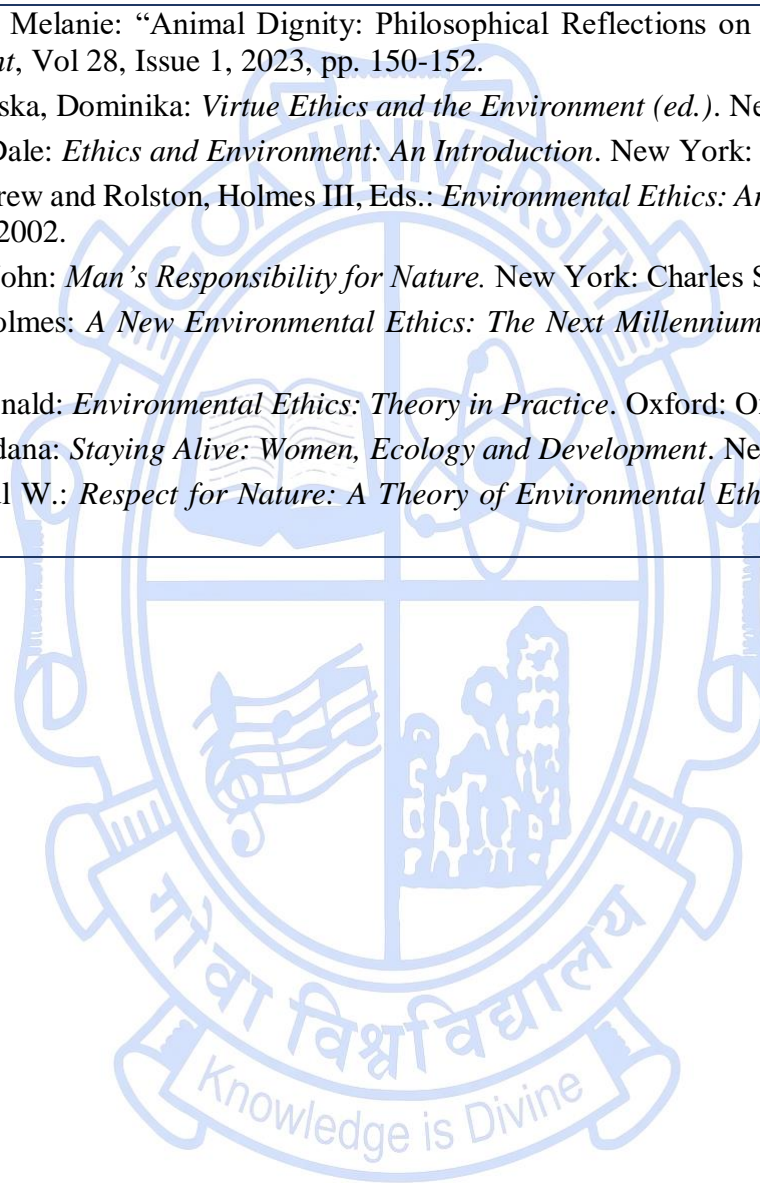 Melanie: “Animal Dignity: Philosophical Reflections on
nt, Vol 28, Issue 1, 2023, pp. 150-152.
ska, Dominika: Virtue Ethics and the Environment (ed.). Ne
Dale: Ethics and Environment: An Introduction. New York:
rew and Rolston, Holmes III, Eds.: Environmental Ethics: An
2002.
John: Man’s Responsibility for Nature. New York: Charles S
olmes: A New Environmental Ethics: The Next Millennium
nald: Environmental Ethics: Theory in Practice. Oxford: O
dana: Staying Alive: Women, Ecology and Development. Ne
ul W.: Respect for Nature: A Theory of Environmental Eth
GOA UNIVERSITY
गोंवा विश्वविद्यालय
Knowledge is Divine